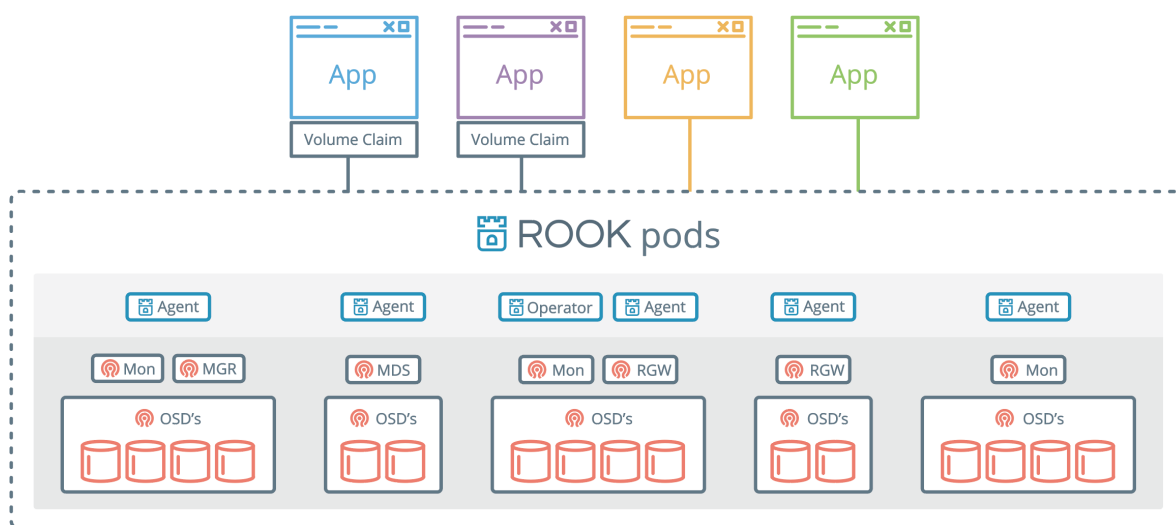 App App App App
Volume Claim Volume Claim
ROOK pods
Agent Agent Operator Agent Agent Agent
Mon MGR MDS Mon RGW RGW Mon
OSD’s OSD’s OSD’s OSD’s OSD’s